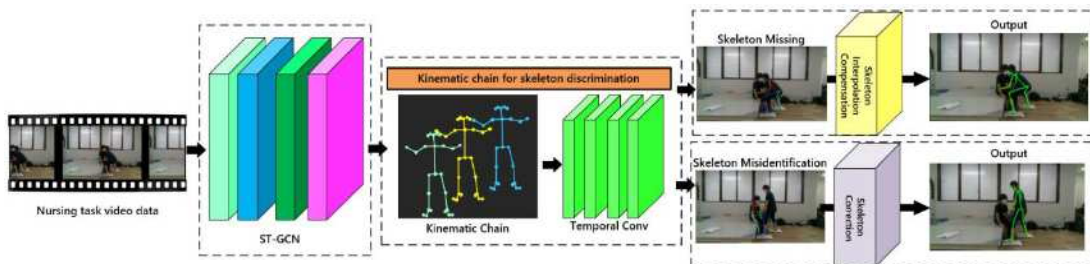 Nursing task video data
ST-GCN
Kinematic chain for skeleton discrimination
Kinematic Chain
Temporal Conv
Skeleton Missing
Skeleton
Interpolation
Compensation
Output
Skeleton Misidentification
Skeleton
Correction
Output